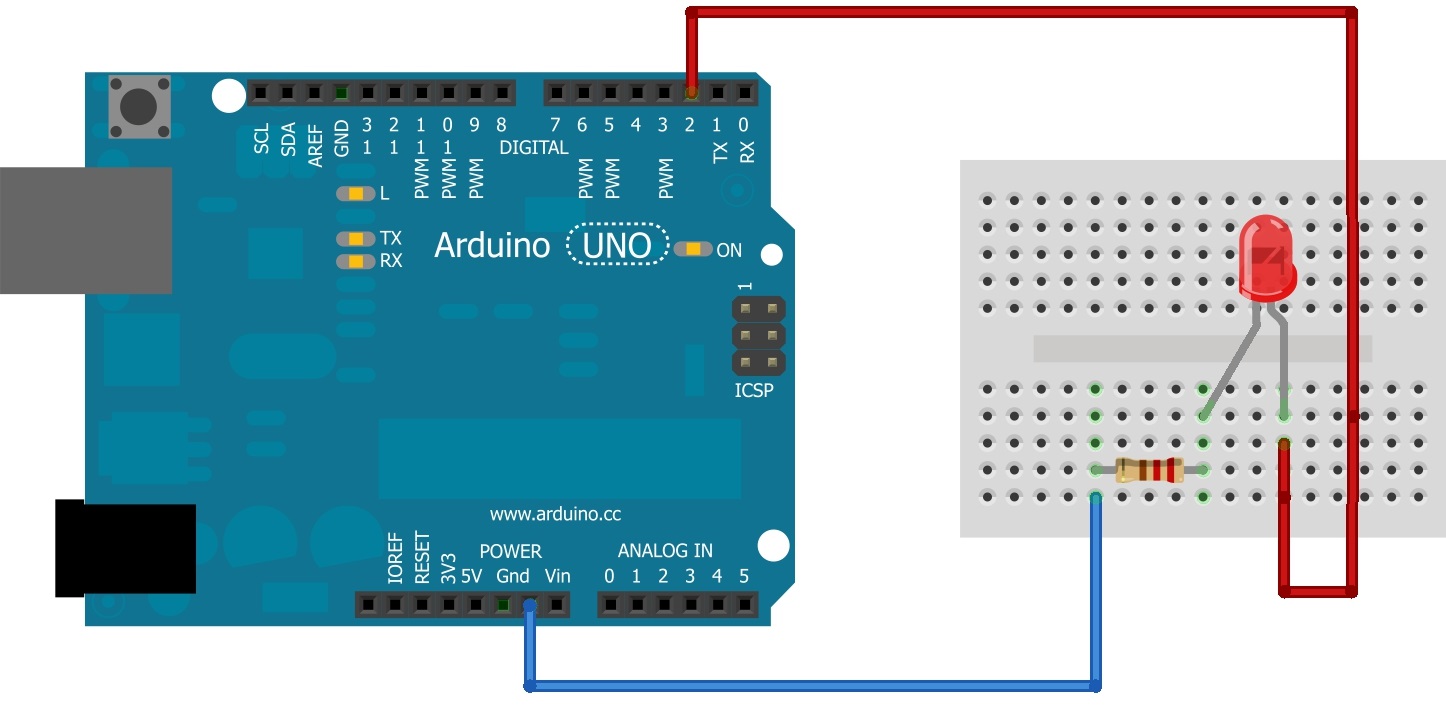 SCL SDA AREF GND 13 12 11 10 9 8 7 6 5 4 3 2 1 0
DIGITAL
PWM PWM PWM PWM PWM PWM TX RX
L
TX
RX
Arduino UNO ON
1
ICSP
www.arduino.cc
POWER ANALOG IN
IOREF RESET 3V3 5V Gnd Vin 0 1 2 3 4 5